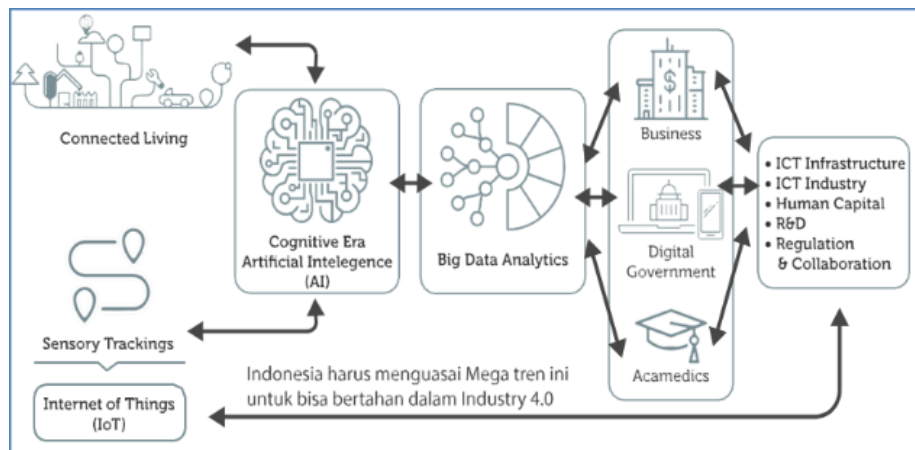 Connected Living
Sensory Trackings
Internet of Things
(IoT)
Cognitive Era
Artificial Intelegence
(AI)
Big Data Analytics
$
Business
Digital
Government
Acamedics
• ICT Infrastructure
• ICT Industry
• Human Capital
• R&D
• Regulation
& Collaboration
Indonesia harus menguasai Mega tren ini
untuk bisa bertahan dalam Industry 4.0